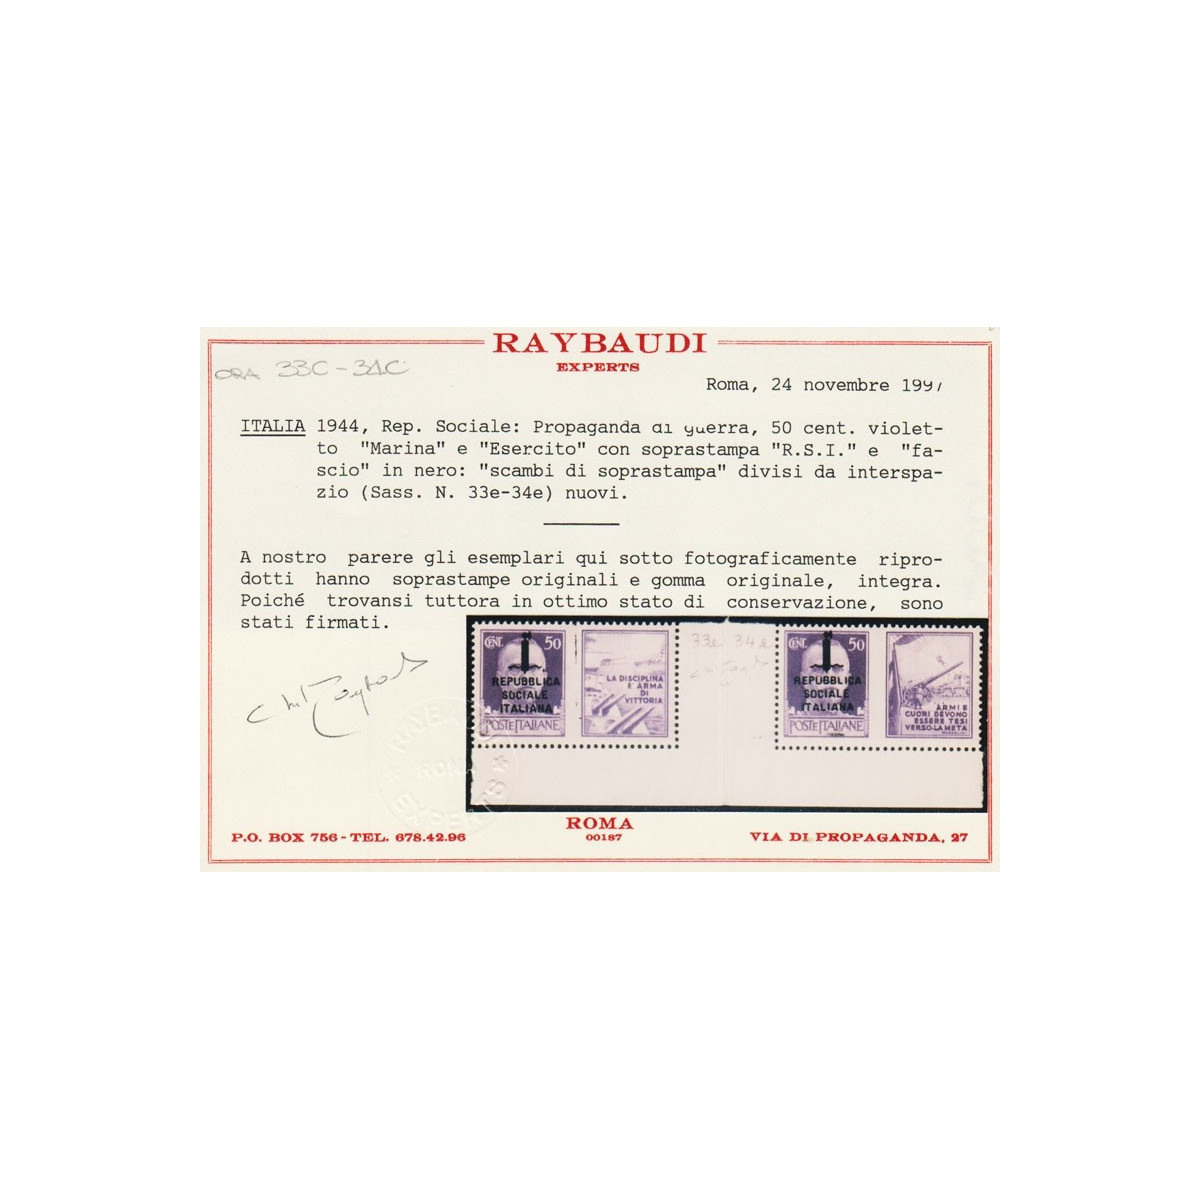 RAYBAUDI
EXPERTS
ORA 33C-34C
Roma, 24 novembre 1997
ITALIA 1944, Rep. Sociale: Propaganda di guerra, 50 cent. violet-
to "Marina" e "Esercito" con soprastampa "R.S.I." e "fa-
scio" in nero: "scambi di soprastampa" divisi da interspa-
zio (Sass. N. 33e-34e) nuovi.
A nostro parere gli esemplari qui sotto fotograficamente ripro-
dotti hanno soprastampe originali e gomma originale, integra.
Poiché trovansi tuttora in ottimo stato di conservazione, sono
stati firmati.
CENT. 50
REPUBBLICA
SOCIALE
ITALIANA
POSTE ITALIANE
LA DISCIPLINA
E' ARMA
DI
VITTORIA
33e 34e
CENT. 50
REPUBBLICA
SOCIALE
ITALIANA
POSTE ITALIANE
ARMI E
CUORI DEVONO
ESSERE TESI
VERSO LA META
MUSSOLINI
ROMA
EXPERTS
ROMA
00187
P.O. BOX 756 - TEL. 678.42.96
VIA DI PROPAGANDA, 27